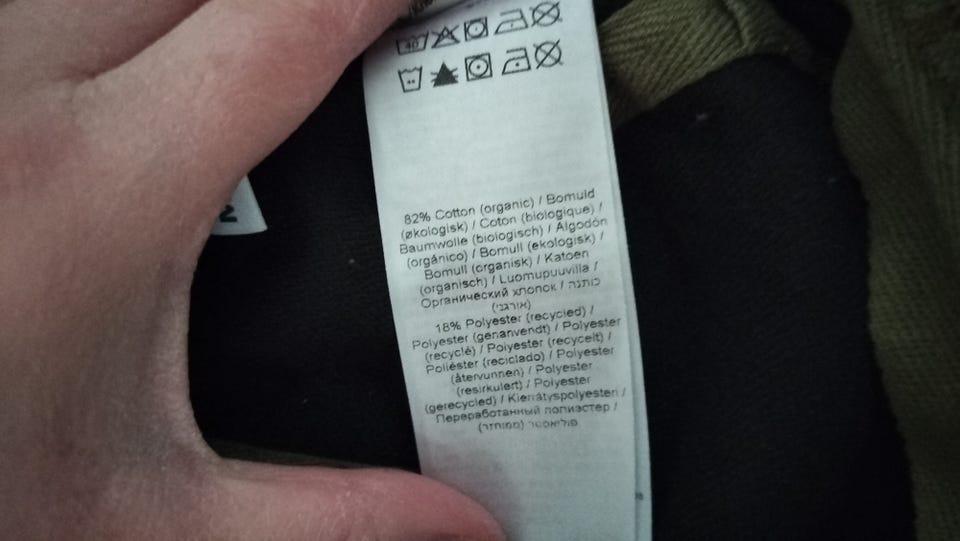 40
82% Cotton (organic) / Bomuld
(økologisk) / Coton (biologique) /
Baumwolle (biologisch) / Algodón
(orgánico) / Bomull (ekologisk) /
Bomull (organisk) / Katoen
(organisch) / Luomupuuvilla /
Органический хлопок / כותנה
(אורגני)
18% Polyester (recycled) /
Polyester (genanvendt) / Polyester
(recyclé) / Polyester (recycelt) /
Poliéster (reciclado) / Polyester
(återvunnen) / Polyester
(resirkulert) / Polyester
(gerecycled) / Kierrätyspolyesteri /
Переработанный полиэстер /
פוליאסטר (ממוחזר)